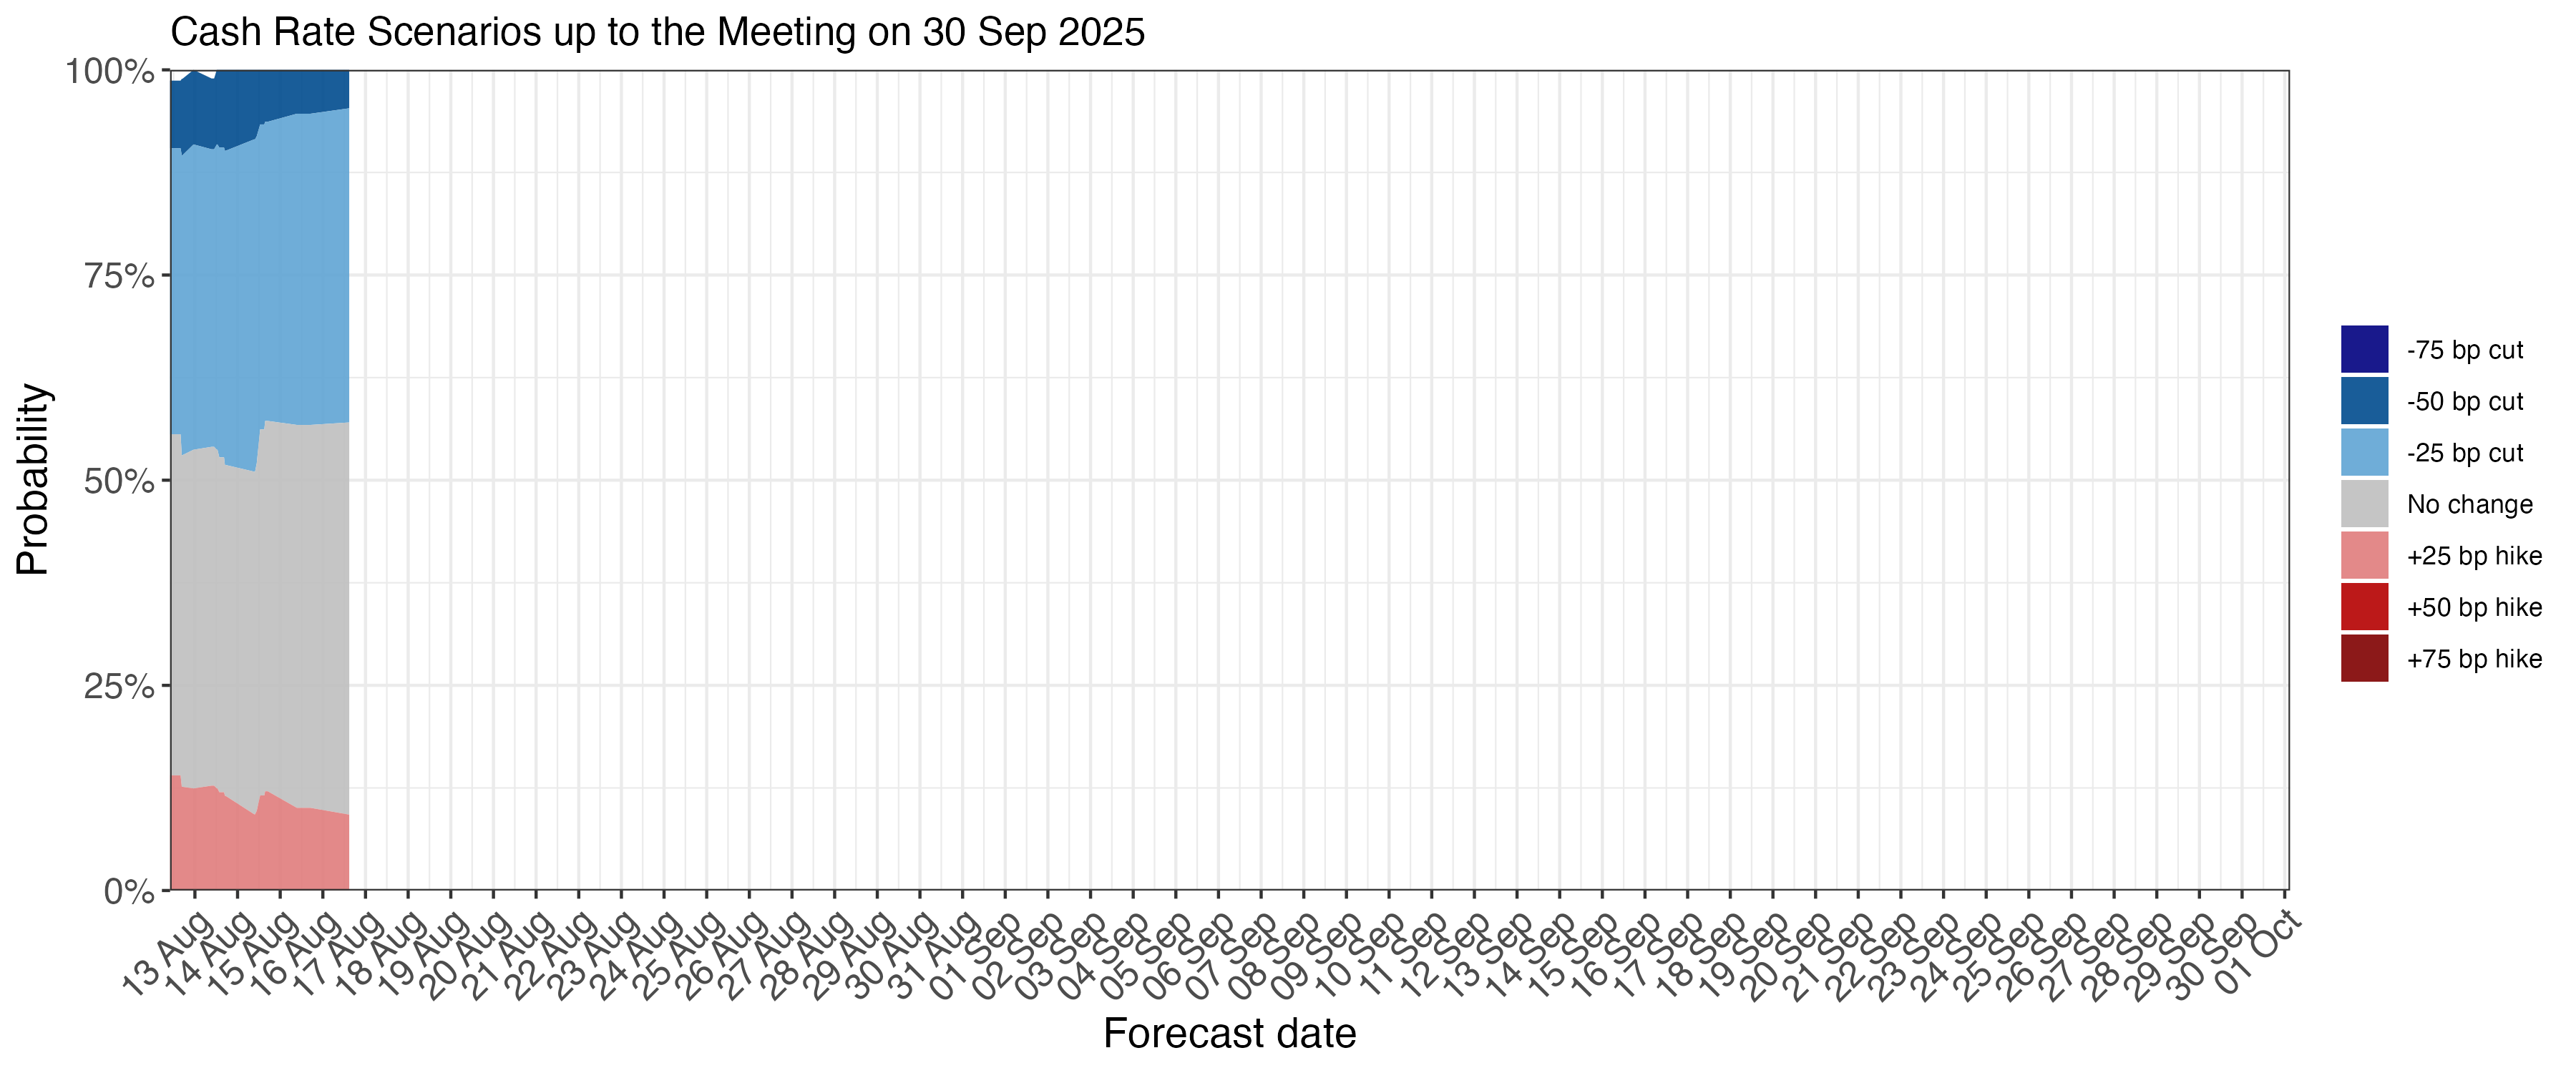 Cash Rate Scenarios up to the Meeting on 30 Sep 2025
100%
75%
50%
25%
0%
Probability
13 Aug
14 Aug
15 Aug
16 Aug
17 Aug
18 Aug
19 Aug
20 Aug
21 Aug
22 Aug
23 Aug
24 Aug
25 Aug
26 Aug
27 Aug
28 Aug
29 Aug
30 Aug
31 Aug
01 Sep
02 Sep
03 Sep
04 Sep
05 Sep
06 Sep
07 Sep
08 Sep
09 Sep
10 Sep
11 Sep
12 Sep
13 Sep
14 Sep
15 Sep
16 Sep
17 Sep
18 Sep
19 Sep
20 Sep
21 Sep
22 Sep
23 Sep
24 Sep
25 Sep
26 Sep
27 Sep
28 Sep
29 Sep
30 Sep
01 Oct
Forecast date
-75 bp cut
-50 bp cut
-25 bp cut
No change
+25 bp hike
+50 bp hike
+75 bp hike